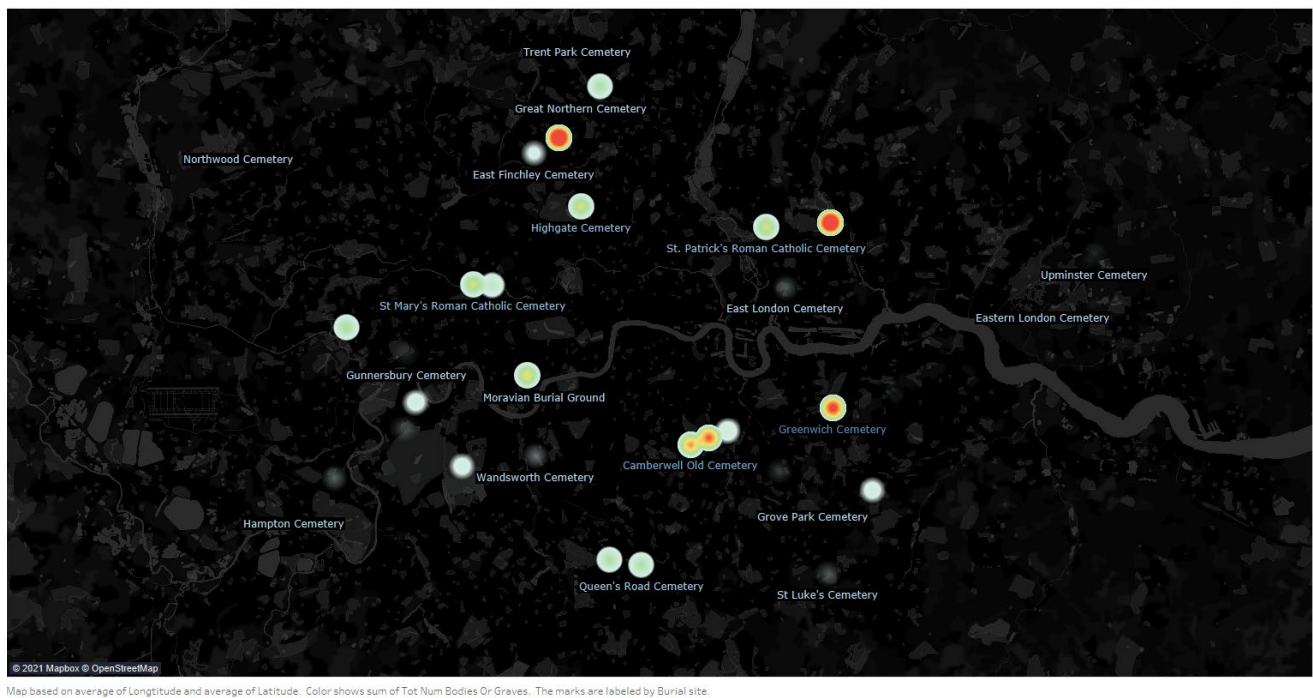 Trent Park Cemetery
Great Northern Cemetery
Northwood Cemetery
East Finchley Cemetery
Highgate Cemetery
St. Patrick's Roman Catholic Cemetery
Upminster Cemetery
St Mary's Roman Catholic Cemetery
East London Cemetery
Eastern London Cemetery
Gunnersbury Cemetery
Moravian Burial Ground
Greenwich Cemetery
Camberwell Old Cemetery
Wandsworth Cemetery
Grove Park Cemetery
Hampton Cemetery
Queen's Road Cemetery
St Luke's Cemetery
© 2021 Mapbox © OpenStreetMap
Map based on average of Longtitude and average of Latitude. Color shows sum of Tot Num Bodies Or Graves. The marks are labeled by Burial site.